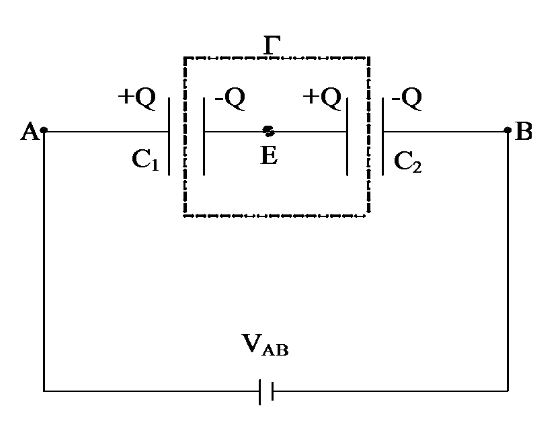 Γ
+Q -Q +Q -Q
A B
C₁ E C₂
V_AB